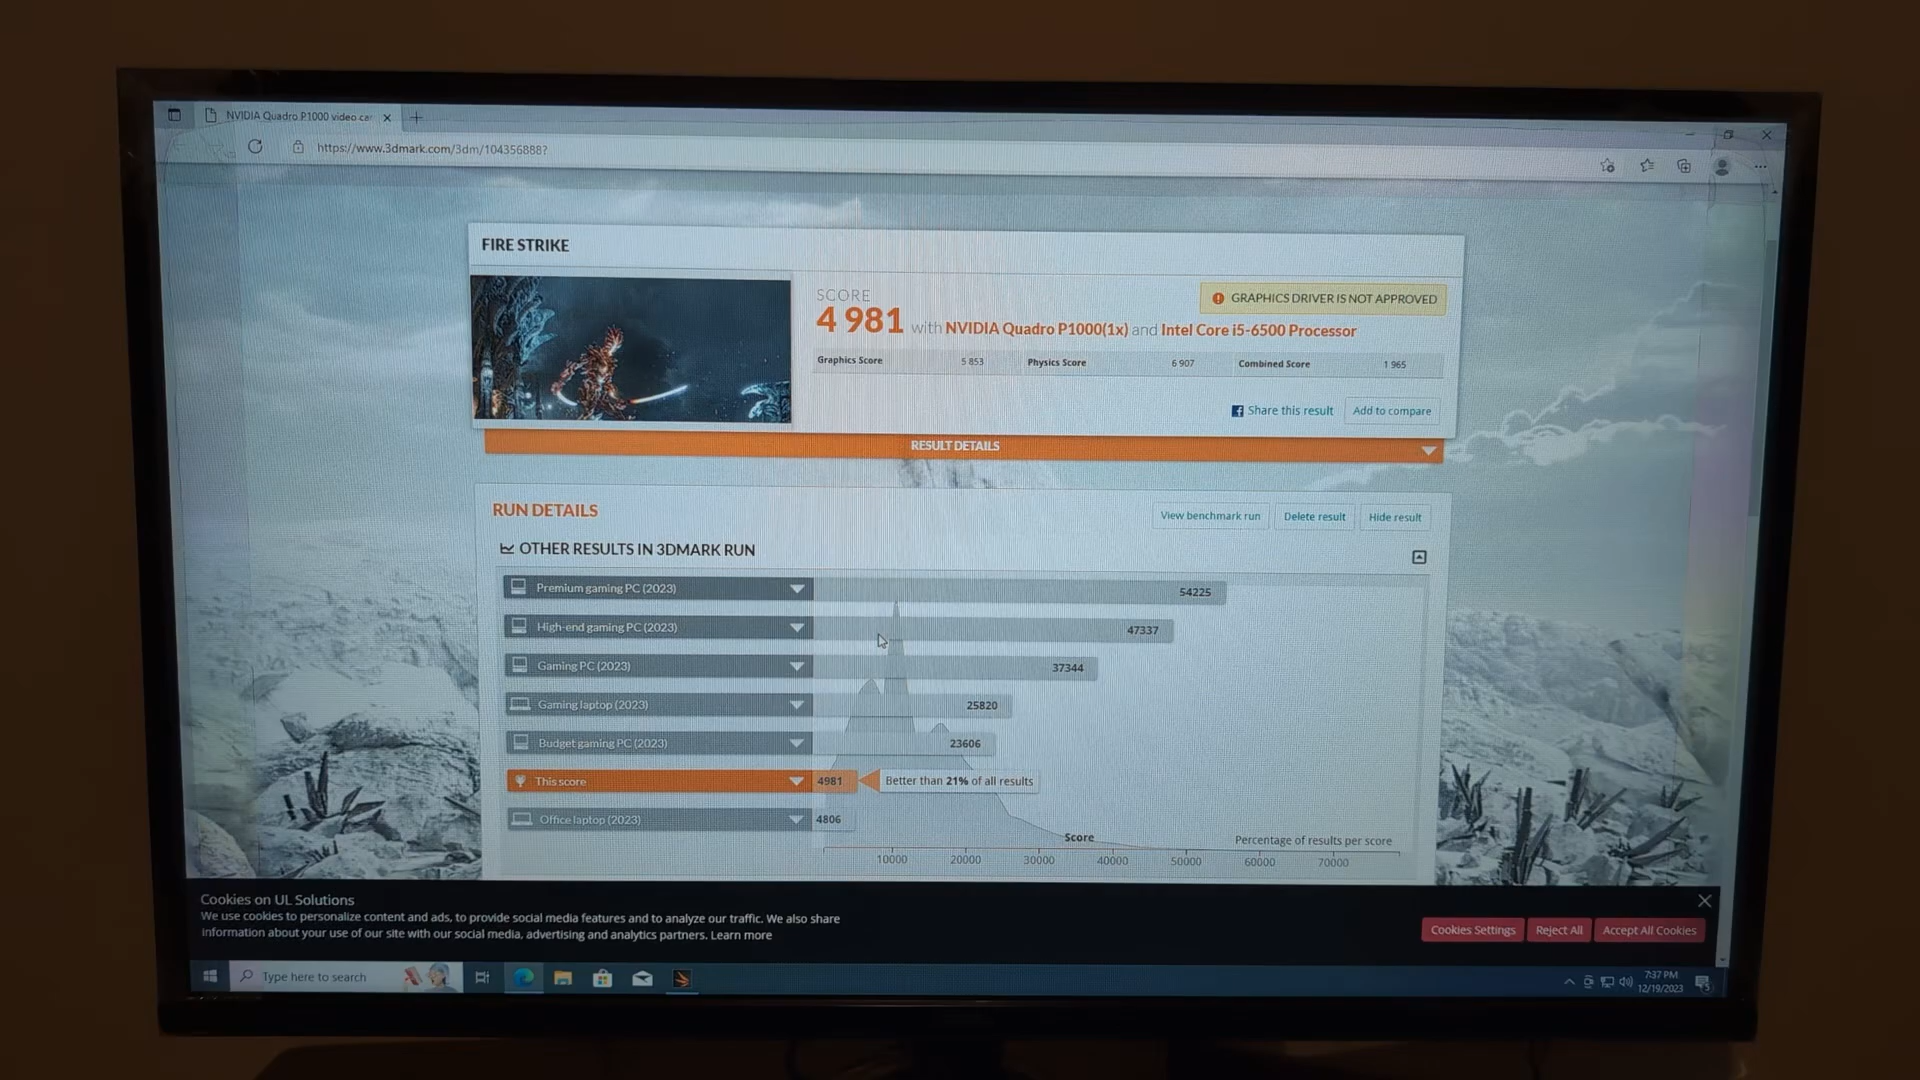 NVIDIA Quadro P1000 video ca
https://www.3dmark.com/3dm/104356888?
FIRE STRIKE
SCORE
GRAPHICS DRIVER IS NOT APPROVED
4 981 with NVIDIA Quadro P1000(1x) and Intel Core i5-6500 Processor
Graphics Score 5 853 Physics Score 6 907 Combined Score 1 965
Share this result Add to compare
RESULT DETAILS
RUN DETAILS
View benchmark run Delete result Hide result
OTHER RESULTS IN 3DMARK RUN
Premium gaming PC (2023) 54225
High-end gaming PC (2023) 47337
Gaming PC (2023) 37344
Gaming laptop (2023) 25820
Budget gaming PC (2023) 23606
This score 4981 Better than 21% of all results
Office laptop (2023) 4806
Score Percentage of results per score
10000 20000 30000 40000 50000 60000 70000
Cookies on UL Solutions
We use cookies to personalize content and ads, to provide social media features and to analyze our traffic. We also share
information about your use of our site with our social media, advertising and analytics partners. Learn more
Cookies Settings Reject All Accept All Cookies
Type here to search
7:37 PM
12/19/2023